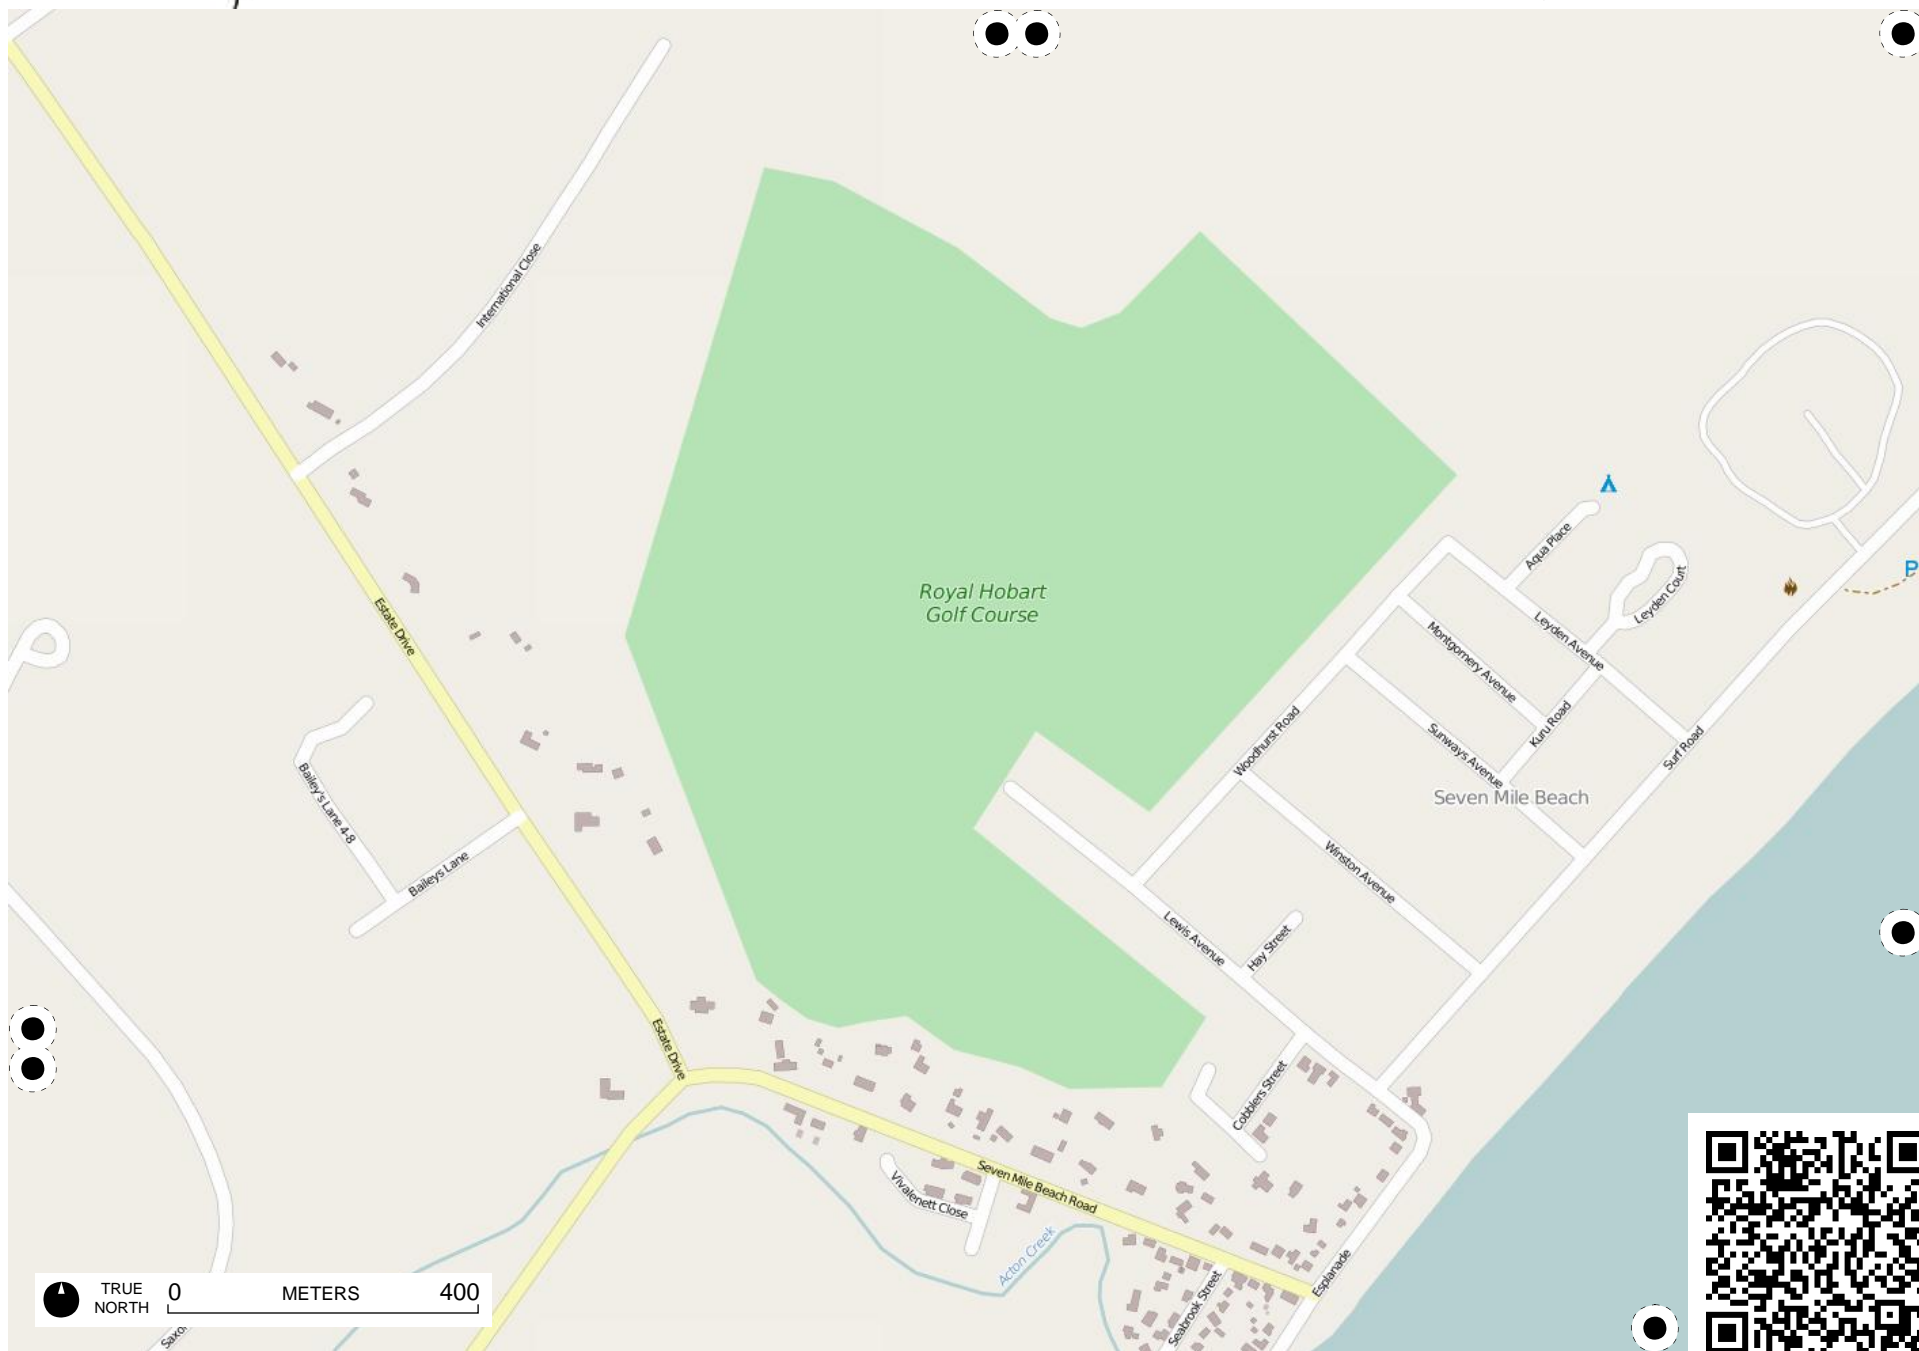 International Close
Estate Drive
Royal Hobart
Golf Course
Aqua Place
Leyden Court
P
Leyden Avenue
Montgomery Avenue
Kuru Road
Sunways Avenue
Surf Road
Woodhurst Road
Seven Mile Beach
Bailey's Lane 4-8
Baileys Lane
Winston Avenue
Lewis Avenue
Hay Street
Estate Drive
Cobblers Street
Seven Mile Beach Road
Vivalenett Close
Acton Creek
Esplanade
Seabrook Street
TRUE
NORTH
0 METERS 400